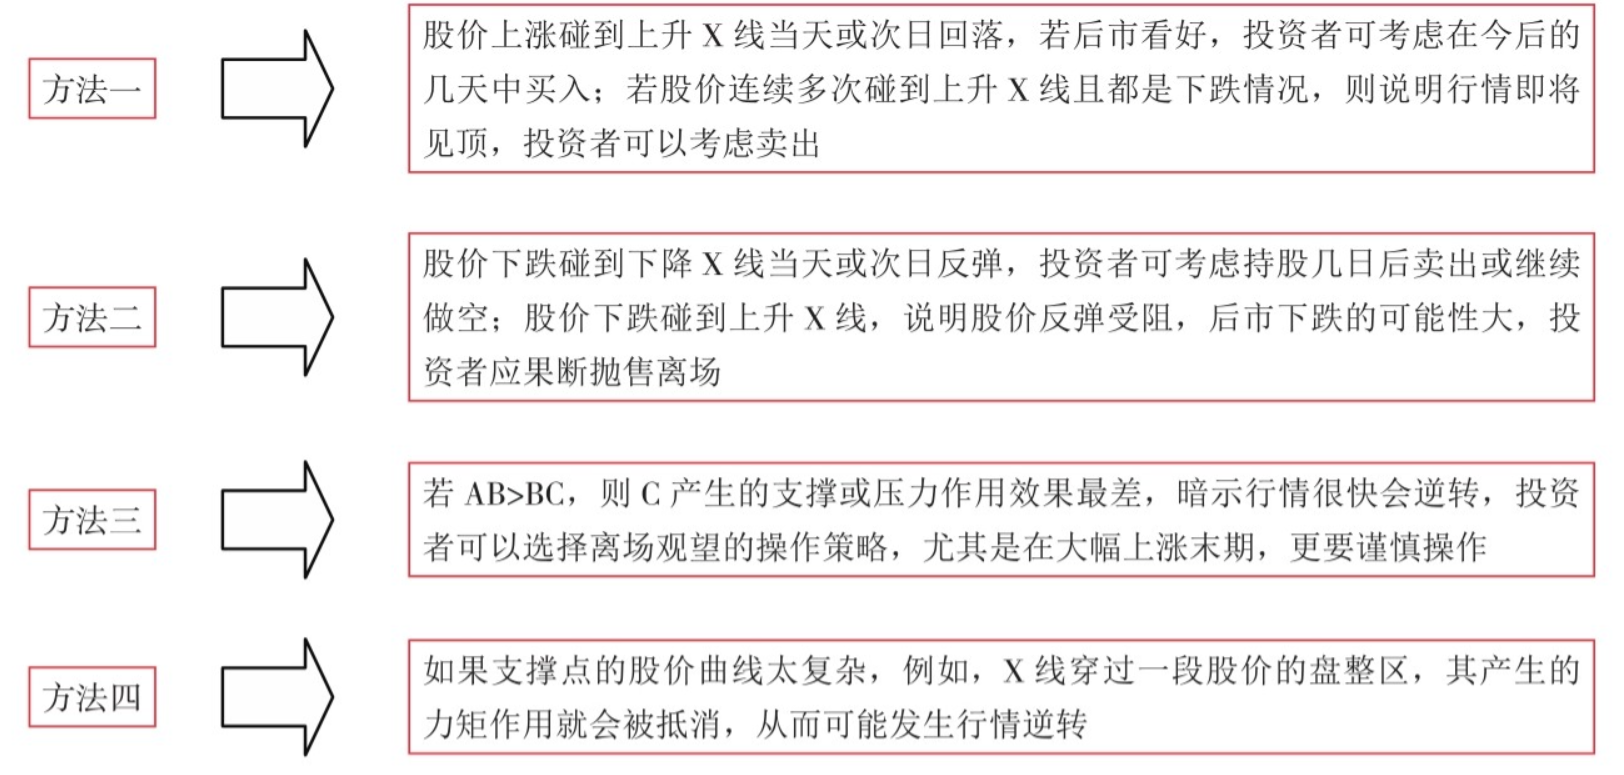 方法一
股价上涨碰到上升 X 线当天或次日回落，若后市看好，投资者可考虑在今后的
几天中买入；若股价连续多次碰到上升 X 线且都是下跌情况，则说明行情即将
见顶，投资者可以考虑卖出
方法二
股价下跌碰到下降 X 线当天或次日反弹，投资者可考虑持股几日后卖出或继续
做空；股价下跌碰到上升 X 线，说明股价反弹受阻，后市下跌的可能性大，投
资者应果断抛售离场
方法三
若 AB>BC，则 C 产生的支撑或压力作用效果最差，暗示行情很快会逆转，投资
者可以选择离场观望的操作策略，尤其是在大幅上涨末期，更要谨慎操作
方法四
如果支撑点的股价曲线太复杂，例如，X 线穿过一段股价的盘整区，其产生的
力矩作用就会被抵消，从而可能发生行情逆转